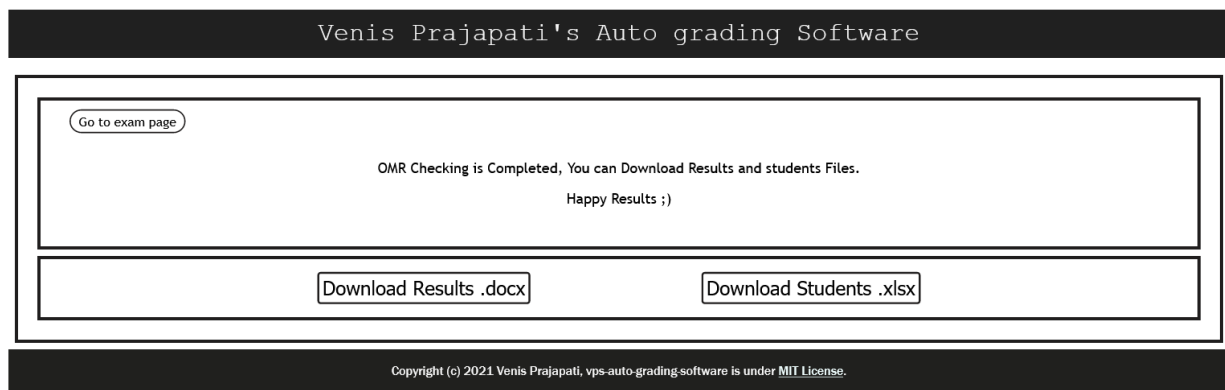 Venis Prajapati's Auto grading Software
Go to exam page
OMR Checking is Completed, You can Download Results and students Files.
Happy Results ;)
Download Results .docx
Download Students .xlsx
Copyright (c) 2021 Venis Prajapati, vps-auto-grading-software is under MIT License.